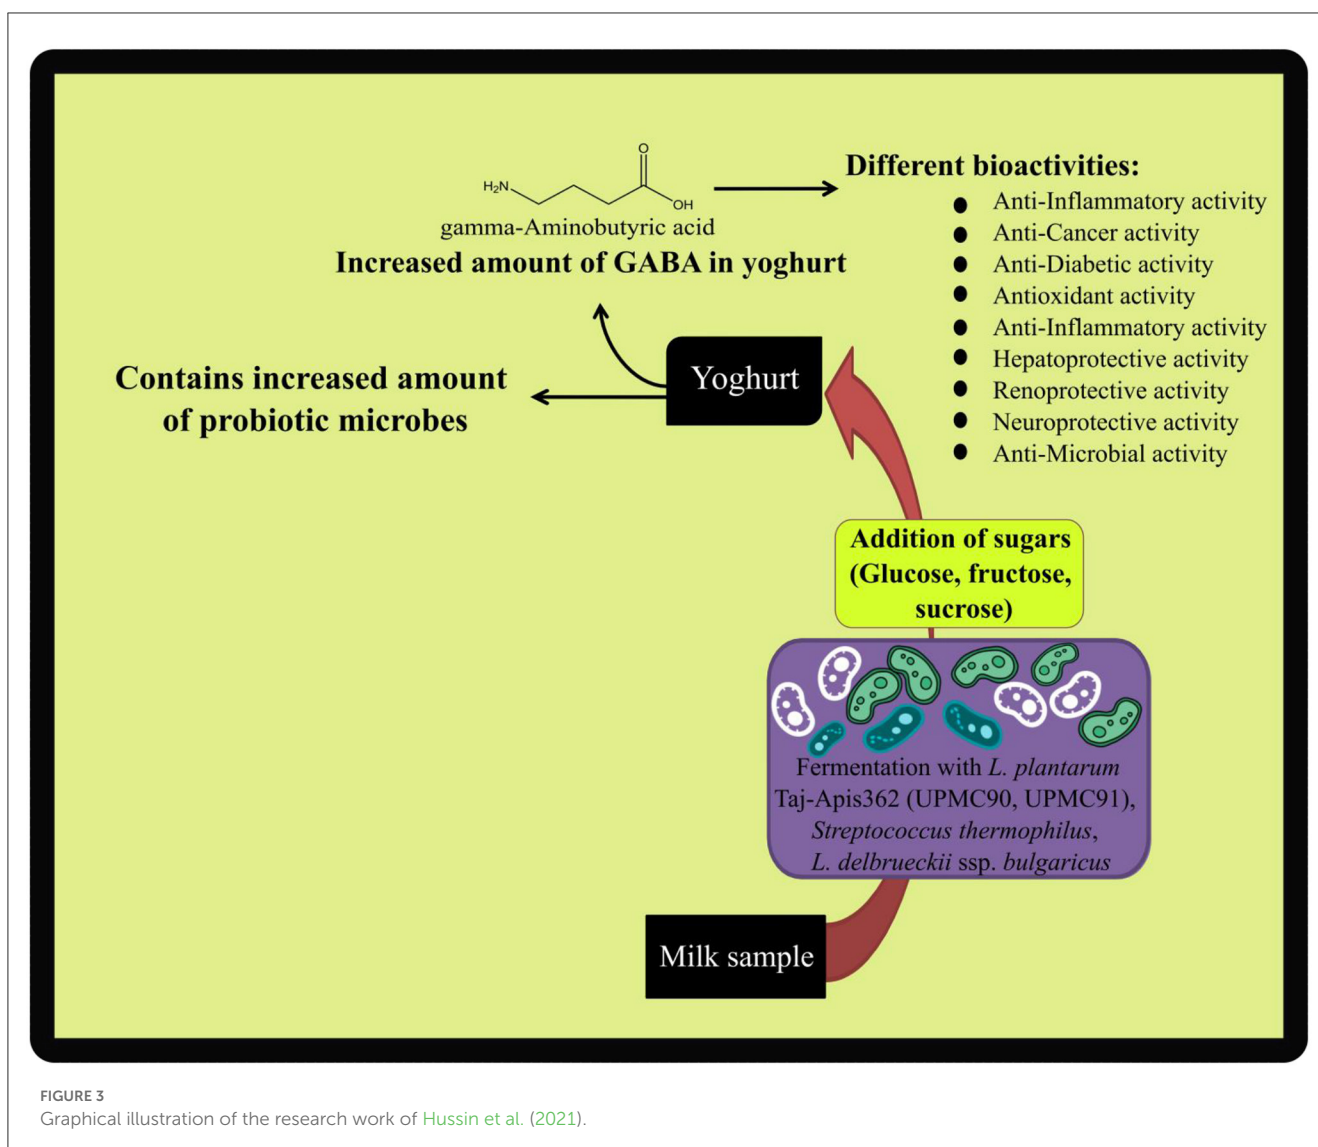 O
H₂N
OH
gamma-Aminobutyric acid
Increased amount of GABA in yoghurt
Different bioactivities:
● Anti-Inflammatory activity
● Anti-Cancer activity
● Anti-Diabetic activity
● Antioxidant activity
● Anti-Inflammatory activity
● Hepatoprotective activity
● Renoprotective activity
● Neuroprotective activity
● Anti-Microbial activity
Yoghurt
Contains increased amount
of probiotic microbes
Addition of sugars
(Glucose, fructose,
sucrose)
Fermentation with L. plantarum
Taj-Apis362 (UPMC90, UPMC91),
Streptococcus thermophilus,
L. delbrueckii ssp. bulgaricus
Milk sample
FIGURE 3
Graphical illustration of the research work of Hussin et al. (2021).